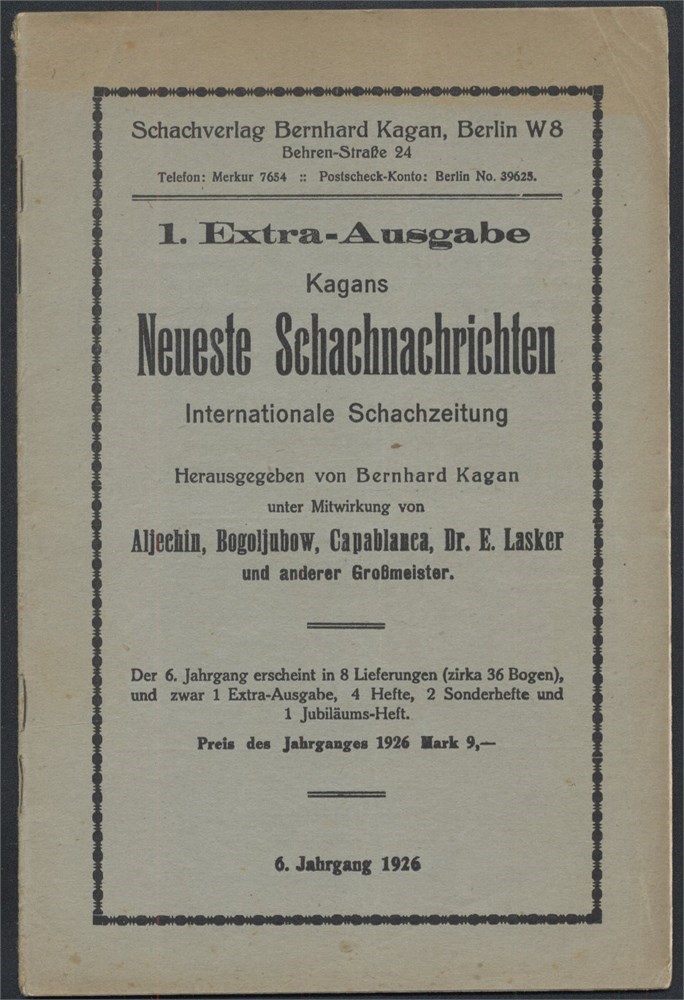 Schachverlag Bernhard Kagan, Berlin W8
Behren-Straße 24
Telefon: Merkur 7654 :: Postscheck-Konto: Berlin No. 39625.
1. Extra-Ausgabe
Kagans
Neueste Schachnachrichten
Internationale Schachzeitung
Herausgegeben von Bernhard Kagan
unter Mitwirkung von
Aljechin, Bogoljubow, Capablanca, Dr. E. Lasker
und anderer Großmeister.
Der 6. Jahrgang erscheint in 8 Lieferungen (zirka 36 Bogen),
und zwar 1 Extra-Ausgabe, 4 Hefte, 2 Sonderhefte und
1 Jubiläums-Heft.
Preis des Jahrganges 1926 Mark 9,—
6. Jahrgang 1926